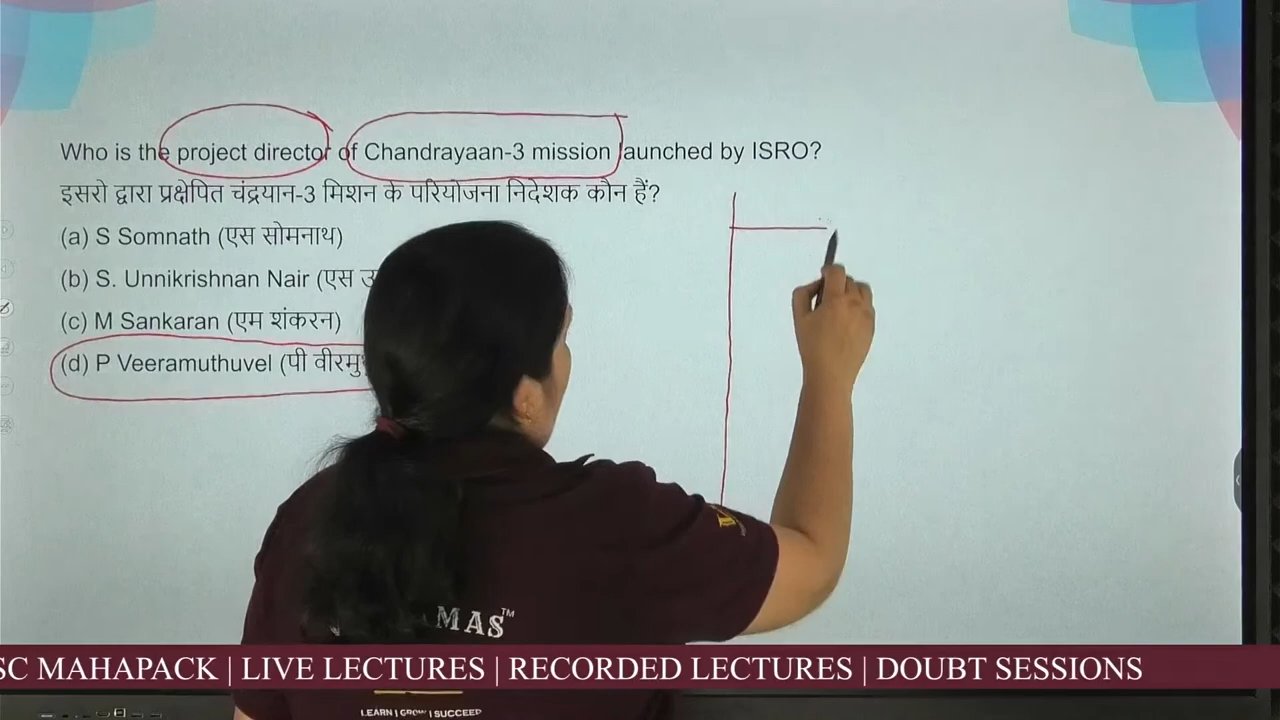 Who is the project director of Chandrayaan-3 mission launched by ISRO?
इसरो द्वारा प्रक्षेपित चंद्रयान-3 मिशन के परियोजना निदेशक कौन हैं?
(a) S Somnath (एस सोमनाथ)
(b) S. Unnikrishnan Nair (एस
(c) M Sankaran (एम शंकरन)
(d) P Veeramuthuvel (पी
MAS™
SC MAHAPACK | LIVE LECTURES | RECORDED LECTURES | DOUBT SESSIONS
LEARN | GROW | SUCCEED